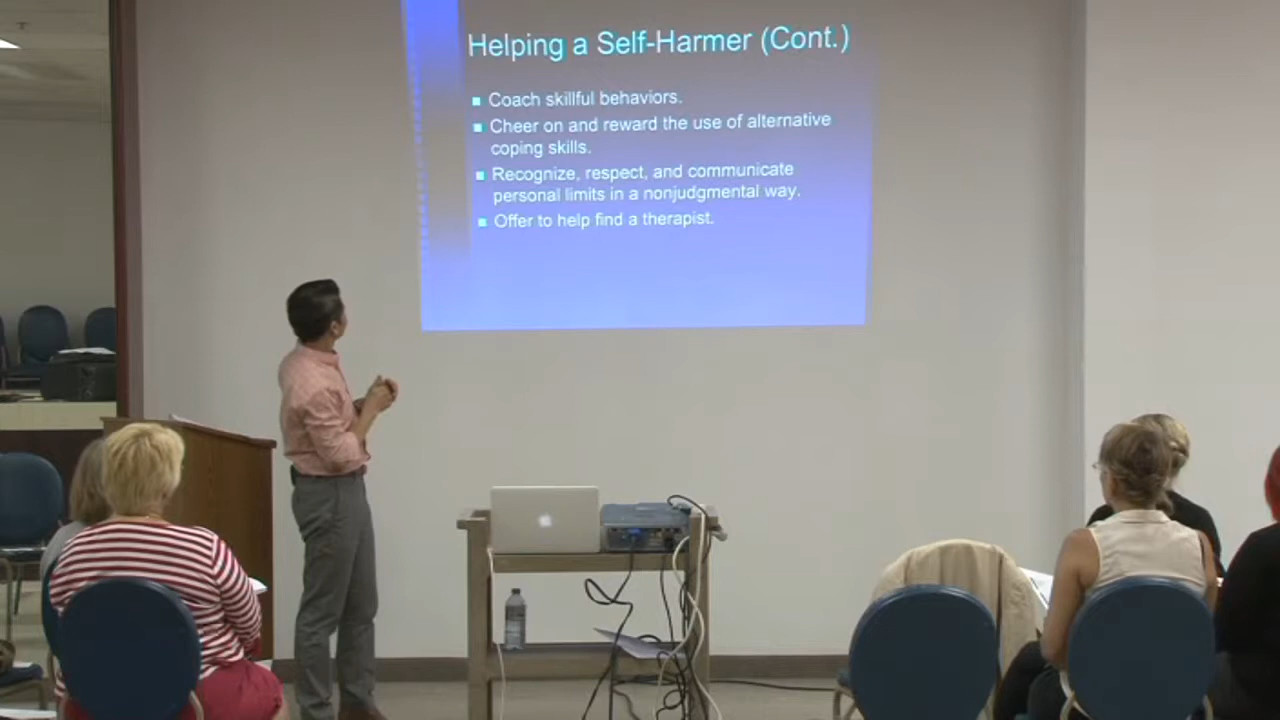 Helping a Self-Harmer (Cont.)
Coach skillful behaviors.
Cheer on and reward the use of alternative
coping skills.
Recognize, respect, and communicate
personal limits in a nonjudgmental way.
Offer to help find a therapist.